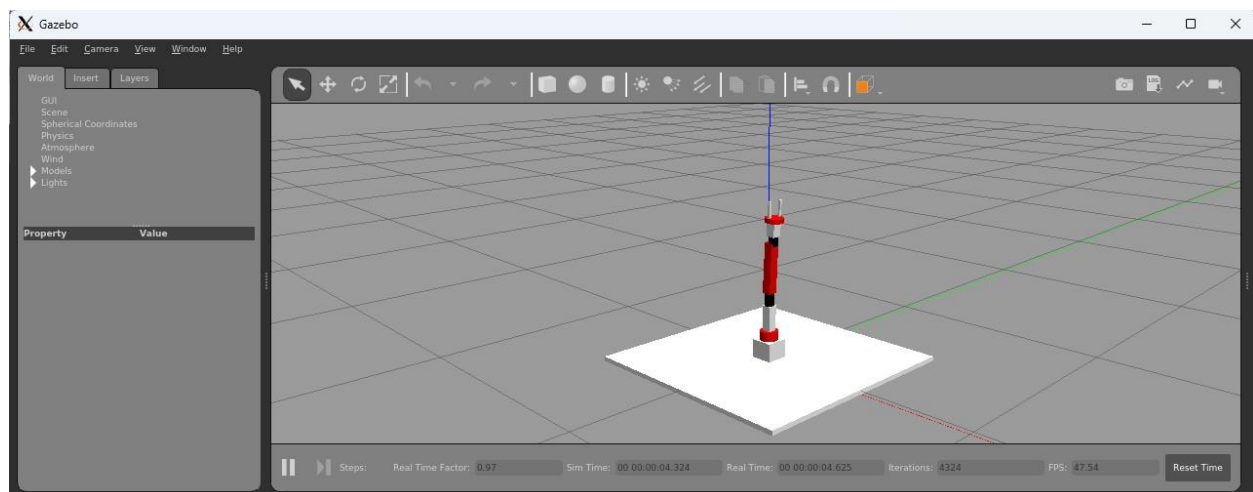 Gazebo
File Edit Camera View Window Help
World Insert Layers
GUI
Scene
Spherical Coordinates
Physics
Atmosphere
Wind
Models
Lights
Property Value
LOG
Steps: Real Time Factor: 0.97 Sim Time: 00 00:00:04.324 Real Time: 00 00:00:04.625 Iterations: 4324 FPS: 47.54 Reset Time